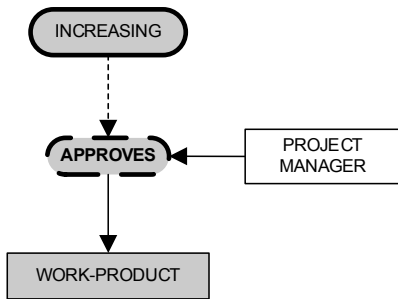 INCREASING
APPROVES
PROJECT
MANAGER
WORK-PRODUCT